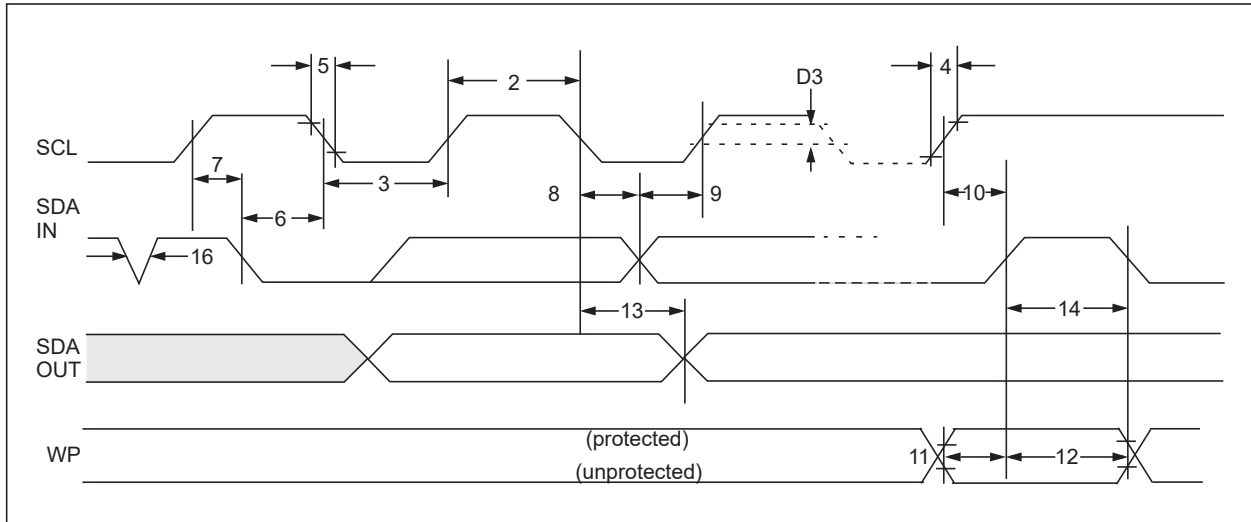 5
2
D3
4
SCL
7
3
8
9
10
SDA
IN
6
16
13
14
SDA
OUT
(protected)
WP
11
12
(unprotected)